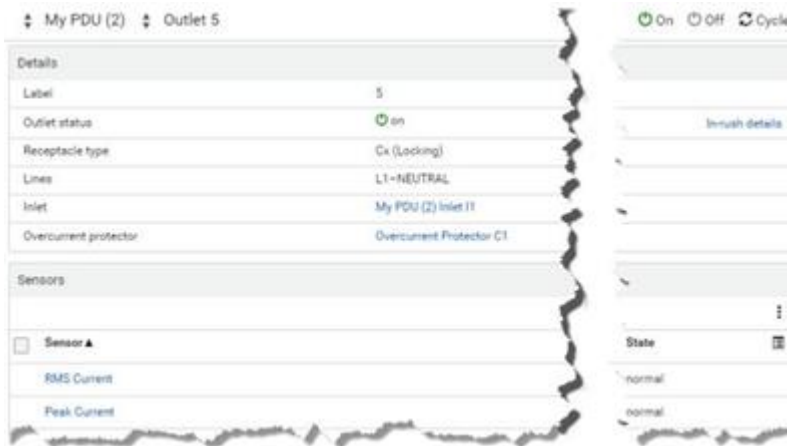 My PDU (2) Outlet 5 On Off Cycle
Details
Label 5
Outlet status on In-rush details
Receptacle type Cx (Locking)
Lines L1-NEUTRAL
Inlet My PDU (2) Inlet I1
Overcurrent protector Overcurrent Protector C1
Sensors
Sensor▲ State
RMS Current normal
Peak Current normal